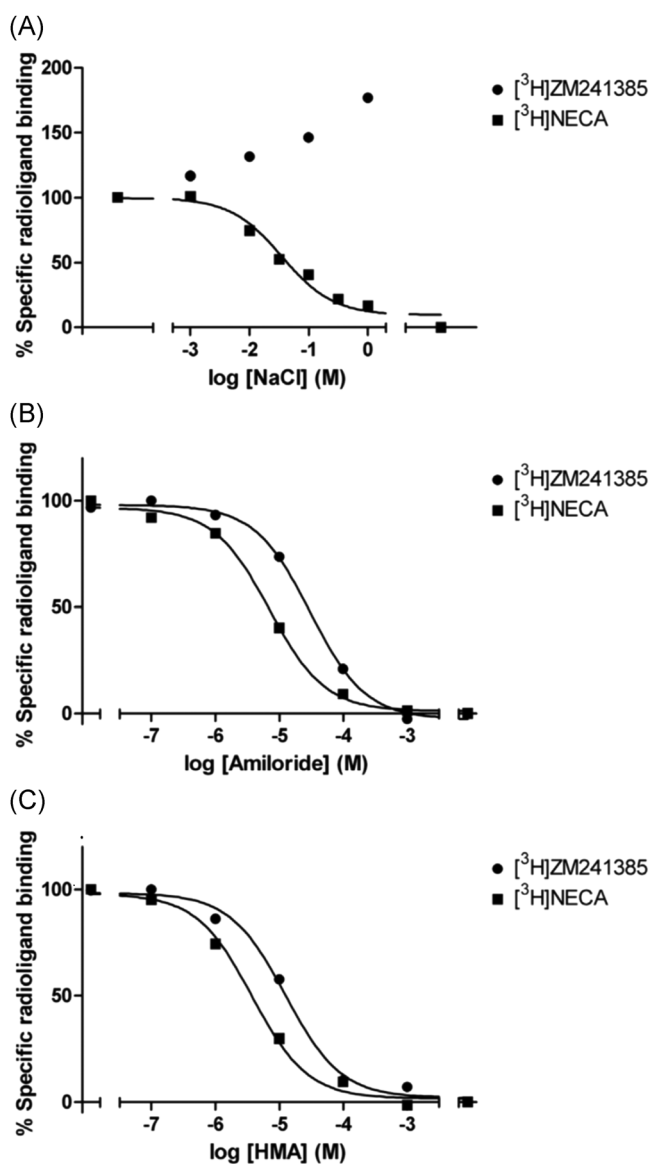 (A)
% Specific radioligand binding
200
150
100
50
0
-3 -2 -1 0
log [NaCl] (M)
[³H]ZM241385
[³H]NECA
(B)
% Specific radioligand binding
100
50
0
-7 -6 -5 -4 -3
log [Amiloride] (M)
[³H]ZM241385
[³H]NECA
(C)
% Specific radioligand binding
100
50
0
-7 -6 -5 -4 -3
log [HMA] (M)
[³H]ZM241385
[³H]NECA